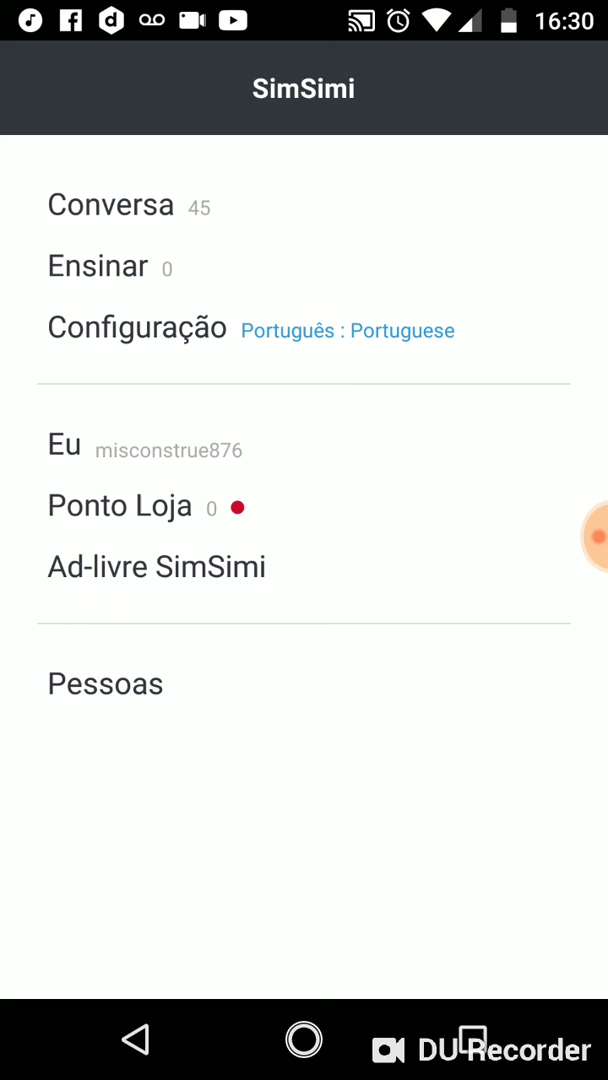 16:30
SimSimi
Conversa 45
Ensinar 0
Configuração Português : Portuguese
Eu misconstrue876
Ponto Loja 0
Ad-livre SimSimi
Pessoas
DU Recorder